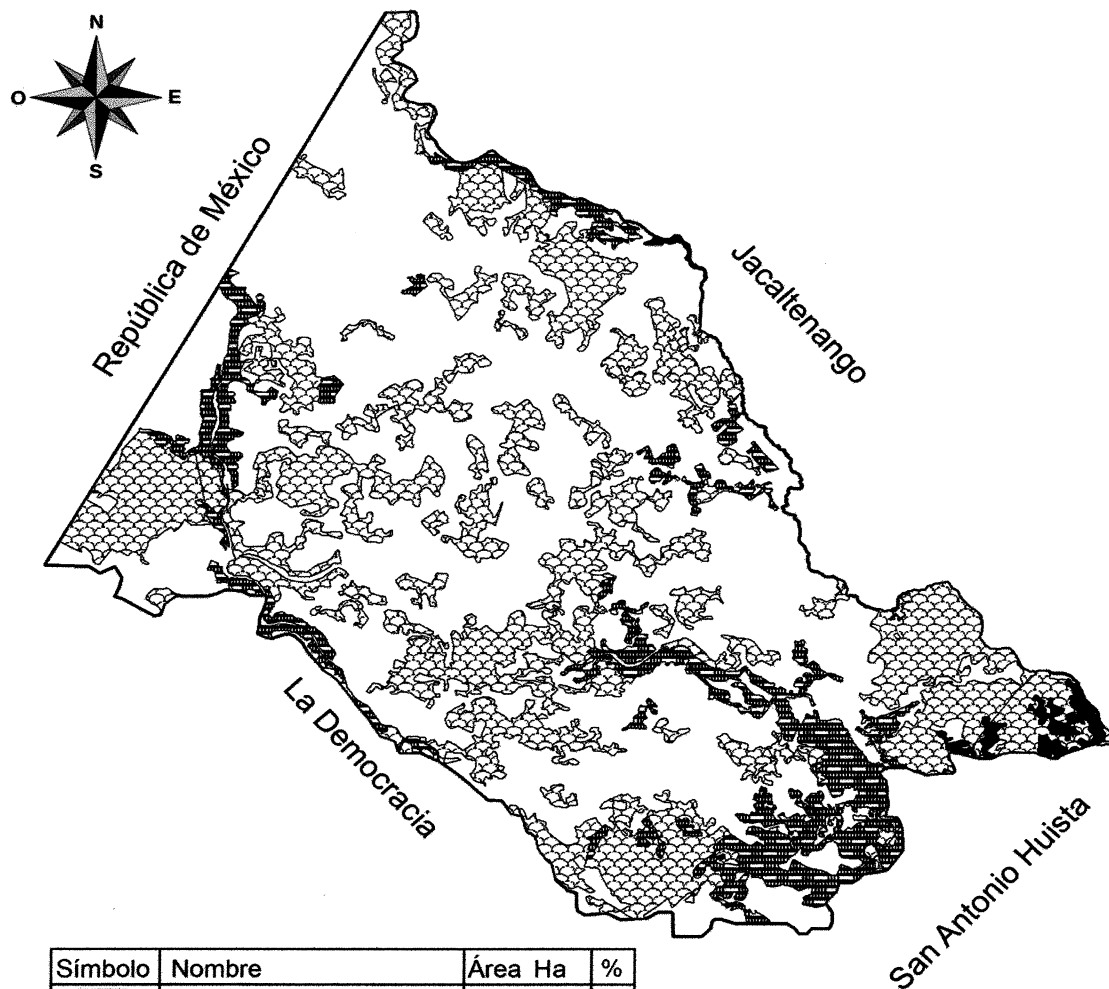 N
O
E
S
República de México
Jacaltenango
La Democracia
San Antonio Huista
Símbolo Nombre Área Ha %